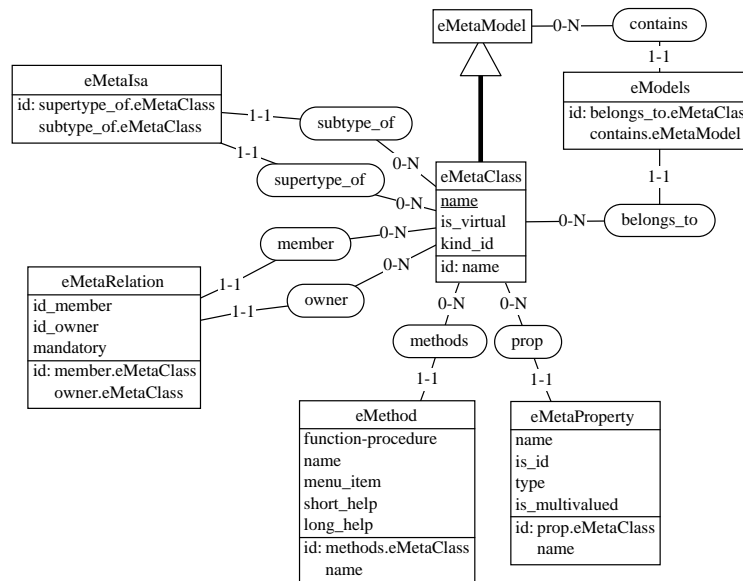 eMetaModel
0-N
contains
1-1
eMetaIsa
id: supertype_of.eMetaClass
subtype_of.eMetaClass
1-1
subtype_of
0-N
1-1
supertype_of
0-N
eModels
id: belongs_to.eMetaClas
contains.eMetaModel
1-1
belongs_to
0-N
eMetaClass
name
is_virtual
kind_id
id: name
member
0-N
1-1
owner
0-N
1-1
eMetaRelation
id_member
id_owner
mandatory
id: member.eMetaClass
owner.eMetaClass
0-N
0-N
methods
prop
1-1
1-1
eMethod
function-procedure
name
menu_item
short_help
long_help
id: methods.eMetaClass
name
eMetaProperty
name
is_id
type
is_multivalued
id: prop.eMetaClass
name